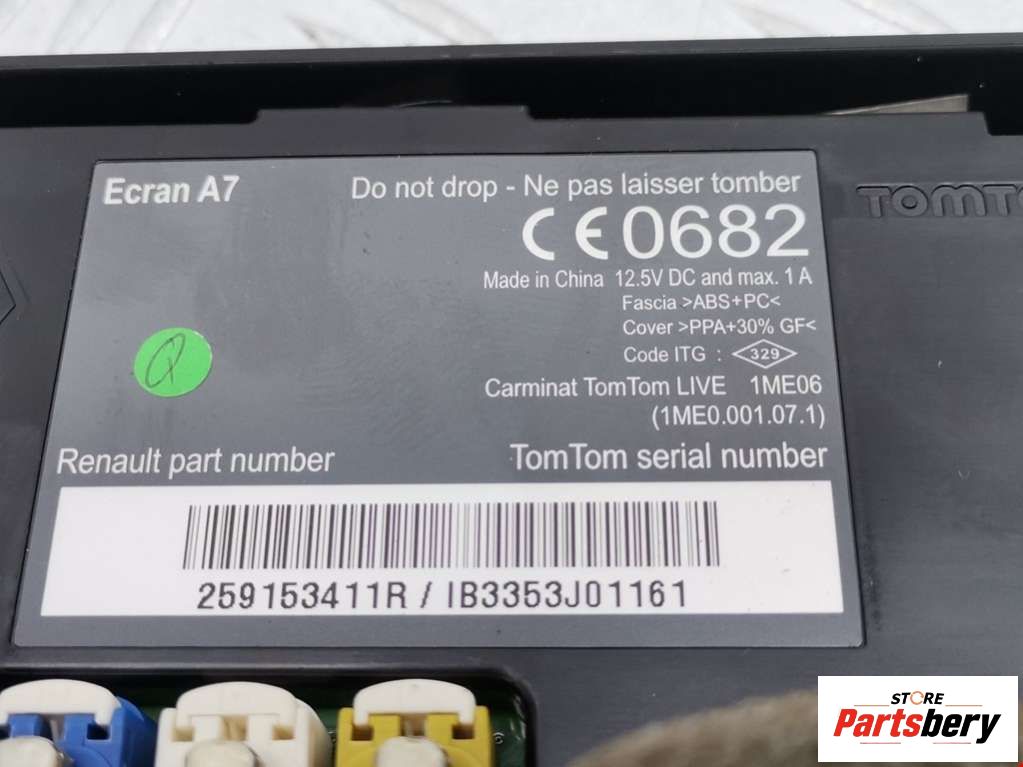 Ecran A7
Do not drop - Ne pas laisser tomber
CE 0682
Made in China 12.5V DC and max. 1 A
Fascia >ABS+PC<
Cover >PPA+30% GF<
Code ITG : 329
Carminat TomTom LIVE 1ME06
(1ME0.001.07.1)
Renault part number
TomTom serial number
259153411R / IB3353J01161
TOMTO
Q
STORE
Partsbery